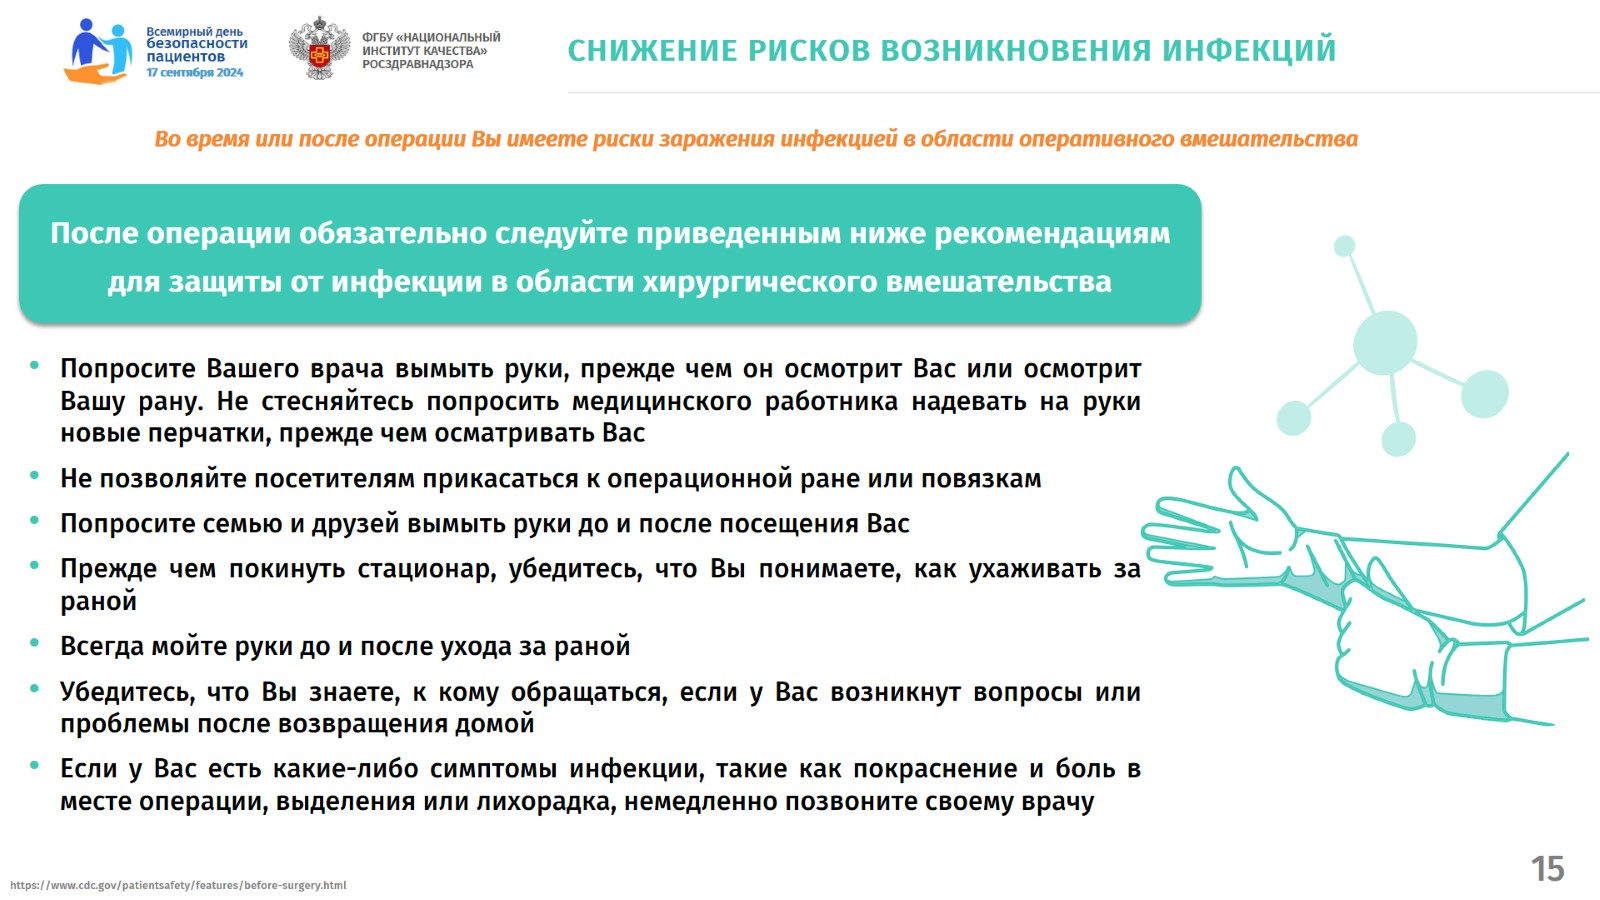 Всемирный день
безопасности
пациентов
17 сентября 2024
ФГБУ «НАЦИОНАЛЬНЫЙ
ИНСТИТУТ КАЧЕСТВА»
РОСЗДРАВНАДЗОРА
СНИЖЕНИЕ РИСКОВ ВОЗНИКНОВЕНИЯ ИНФЕКЦИЙ
Во время или после операции Вы имеете риски заражения инфекцией в области оперативного вмешательства
После операции обязательно следуйте приведенным ниже рекомендациям
для защиты от инфекции в области хирургического вмешательства
• Попросите Вашего врача вымыть руки, прежде чем он осмотрит Вас или осмотрит
Вашу рану. Не стесняйтесь попросить медицинского работника надевать на руки
новые перчатки, прежде чем осматривать Вас
• Не позволяйте посетителям прикасаться к операционной ране или повязкам
• Попросите семью и друзей вымыть руки до и после посещения Вас
• Прежде чем покинуть стационар, убедитесь, что Вы понимаете, как ухаживать за
раной
• Всегда мойте руки до и после ухода за раной
• Убедитесь, что Вы знаете, к кому обращаться, если у Вас возникнут вопросы или
проблемы после возвращения домой
• Если у Вас есть какие-либо симптомы инфекции, такие как покраснение и боль в
месте операции, выделения или лихорадка, немедленно позвоните своему врачу
15
https://www.cdc.gov/patientsafety/features/before-surgery.html